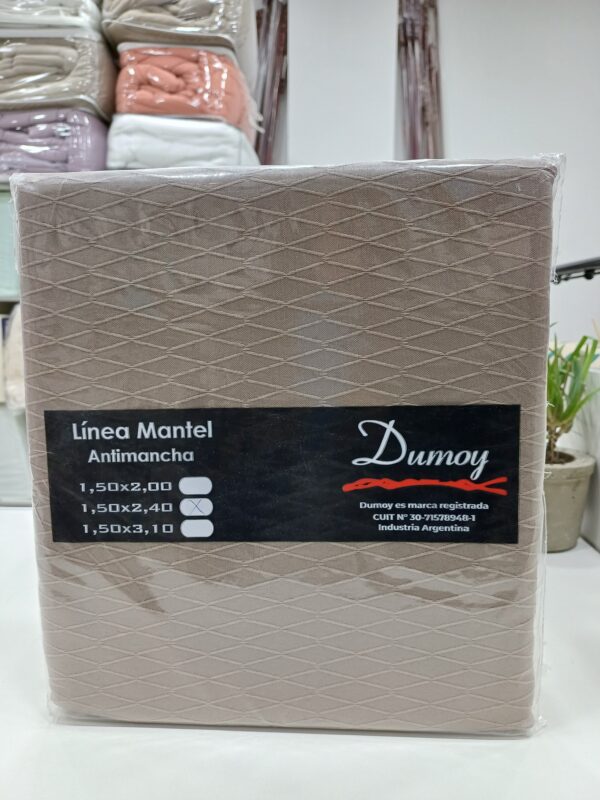 Línea Mantel
Antimancha
1,50x2,00
1,50x2,40 X
1,50x3,10
Dumoy
Dumoy es marca registrada
CUIT N° 30-71578948-1
Industria Argentina